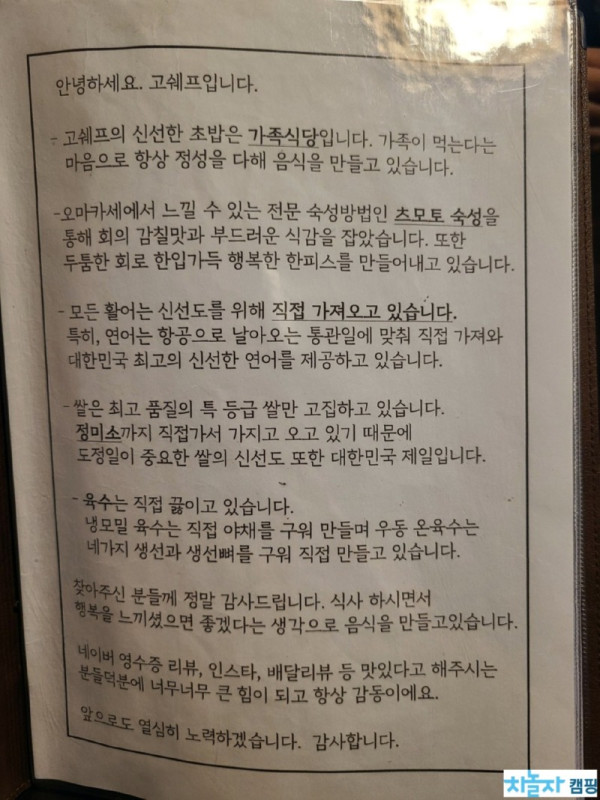 안녕하세요. 고쉐프입니다.
- 고쉐프의 신선한 초밥은 가족식당입니다. 가족이 먹는다는
마음으로 항상 정성을 다해 음식을 만들고 있습니다.
-오마카세에서 느낄 수 있는 전문 숙성방법인 츠모토 숙성을
통해 회의 감칠맛과 부드러운 식감을 잡았습니다. 또한
두툼한 회로 한입가득 행복한 한피스를 만들어내고 있습니다.
- 모든 활어는 신선도를 위해 직접 가져오고 있습니다.
특히, 연어는 항공으로 날아오는 통관일에 맞춰 직접 가져와
대한민국 최고의 신선한 연어를 제공하고 있습니다.
- 쌀은 최고 품질의 특 등급 쌀만 고집하고 있습니다.
정미소까지 직접가서 가지고 오고 있기 때문에
도정일이 중요한 쌀의 신선도 또한 대한민국 제일입니다.
- 육수는 직접 끓이고 있습니다.
냉모밀 육수는 직접 야채를 구워 만들며 우동 온육수는
네가지 생선과 생선뼈를 구워 직접 만들고 있습니다.
찾아주신 분들께 정말 감사드립니다. 식사 하시면서
행복을 느끼셨으면 좋겠다는 생각으로 음식을 만들고있습니다.
네이버 영수증 리뷰, 인스타, 배달리뷰 등 맛있다고 해주시는
분들덕분에 너무너무 큰 힘이 되고 항상 감동이에요.
앞으로도 열심히 노력하겠습니다. 감사합니다.
차놀자 캠핑